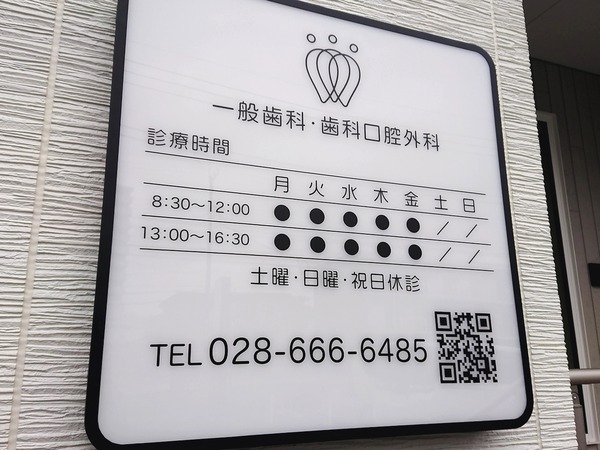 一般歯科・歯科口腔外科
診療時間
月 火 水 木 金 土 日
8:30～12:00 ● ● ● ● ● ／ ／
13:00～16:30 ● ● ● ● ● ／ ／
土曜・日曜・祝日休診
TEL 028-666-6485